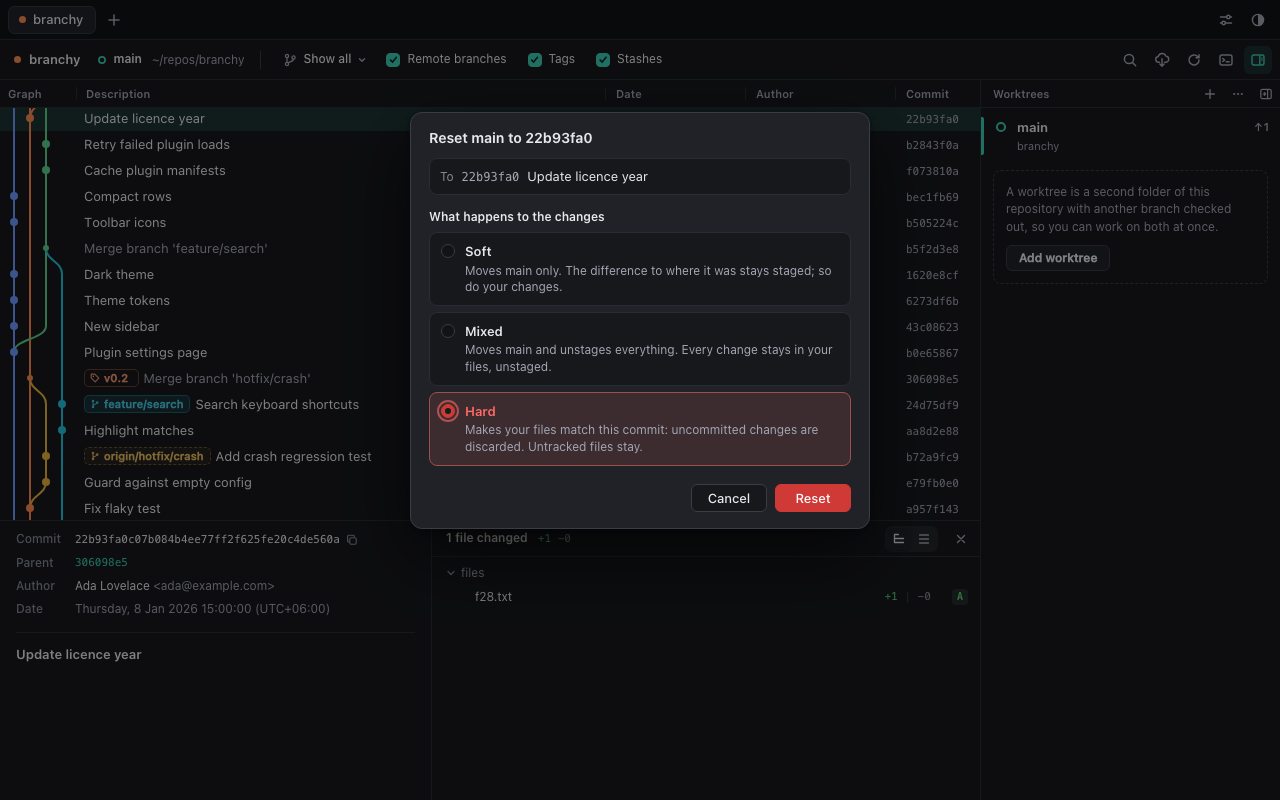 branchy
branchy main ~/repos/branchy Show all Remote branches Tags Stashes
Graph Description Date Author Commit Worktrees
Update licence year 22b93fa0
Retry failed plugin loads b2843f0a
Cache plugin manifests f073810a
Compact rows bec1fb69
Toolbar icons b505224c
Merge branch 'feature/search' b5f2d3e8
Dark theme 1620e8cf
Theme tokens 6273df6b
New sidebar 43c08623
Plugin settings page b0e65867
v0.2 Merge branch 'hotfix/crash' 306098e5
feature/search Search keyboard shortcuts 24d75df9
Highlight matches aa8d2e88
origin/hotfix/crash Add crash regression test b72a9fc9
Guard against empty config e79fb0e0
Fix flaky test a957f143
Reset main to 22b93fa0
To 22b93fa0 Update licence year
What happens to the changes
Soft
Moves main only. The difference to where it was stays staged; so
do your changes.
Mixed
Moves main and unstages everything. Every change stays in your
files, unstaged.
Hard
Makes your files match this commit: uncommitted changes are
discarded. Untracked files stay.
Cancel Reset
main ↑1
branchy
A worktree is a second folder of this
repository with another branch checked
out, so you can work on both at once.
Add worktree
Commit 22b93fa0c07b084b4ee77ff2f625fe20c4de560a
Parent 306098e5
Author Ada Lovelace <ada@example.com>
Date Thursday, 8 Jan 2026 15:00:00 (UTC+06:00)
Update licence year
1 file changed +1 −0
files
f28.txt +1 −0 A